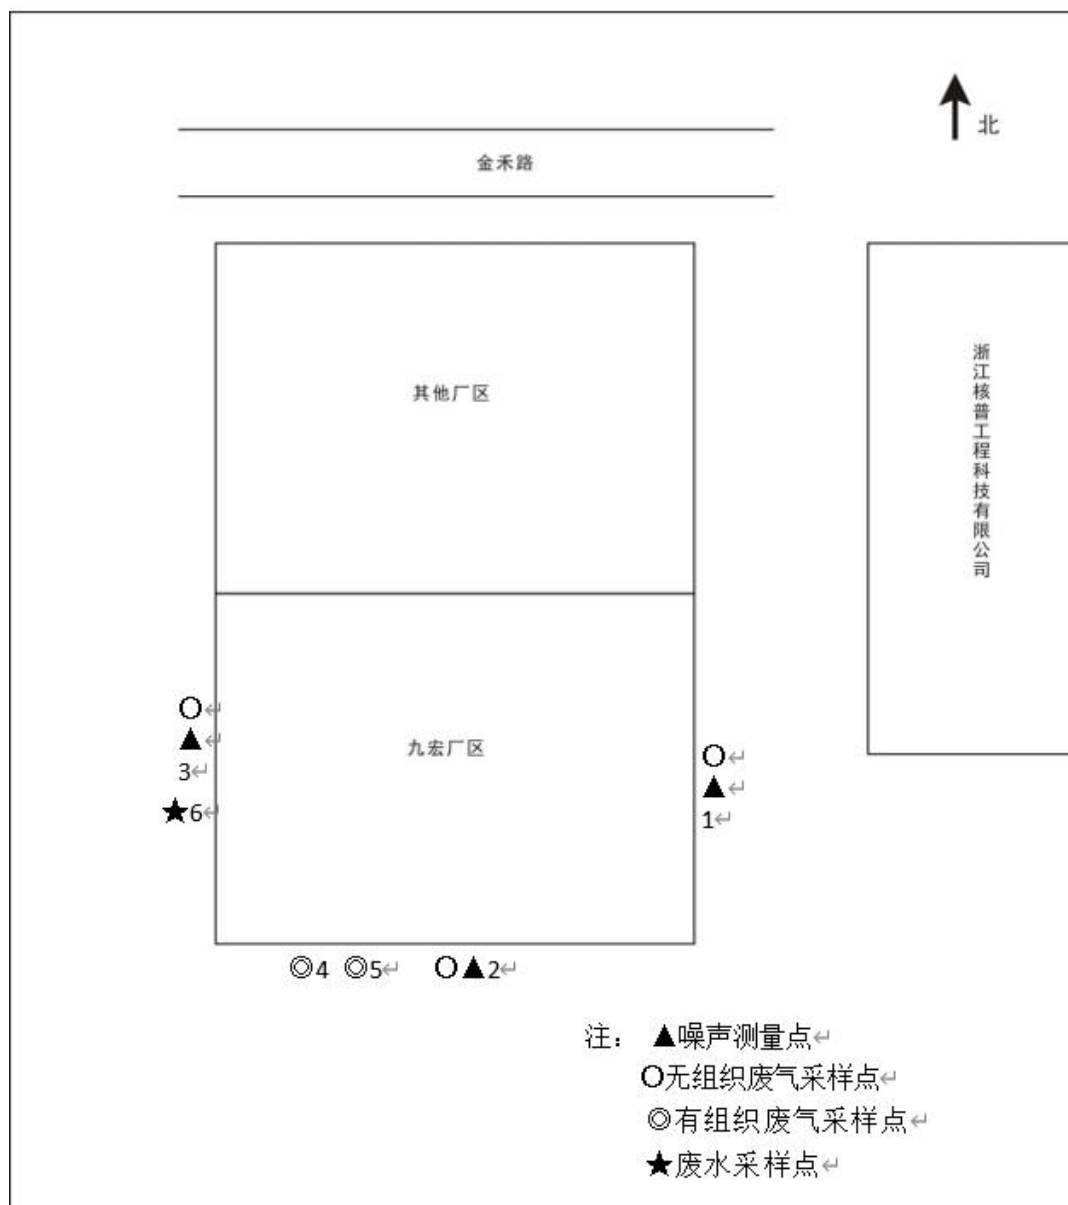 北
金禾路
其他厂区
浙江核普工程科技有限公司
九宏厂区
○↵
▲↵
3↵
★6↵
○↵
▲↵
1↵
◎4 ◎5↵ ○▲2↵
注： ▲噪声测量点↵
○无组织废气采样点↵
◎有组织废气采样点↵
★废水采样点↵